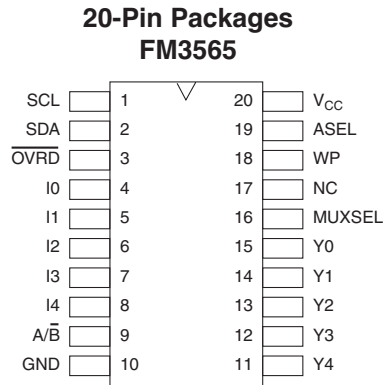 20-Pin Packages
FM3565
SCL 1 20 VCC
SDA 2 19 ASEL
OVRD 3 18 WP
I0 4 17 NC
I1 5 16 MUXSEL
I2 6 15 Y0
I3 7 14 Y1
I4 8 13 Y2
A/B̅ 9 12 Y3
GND 10 11 Y4